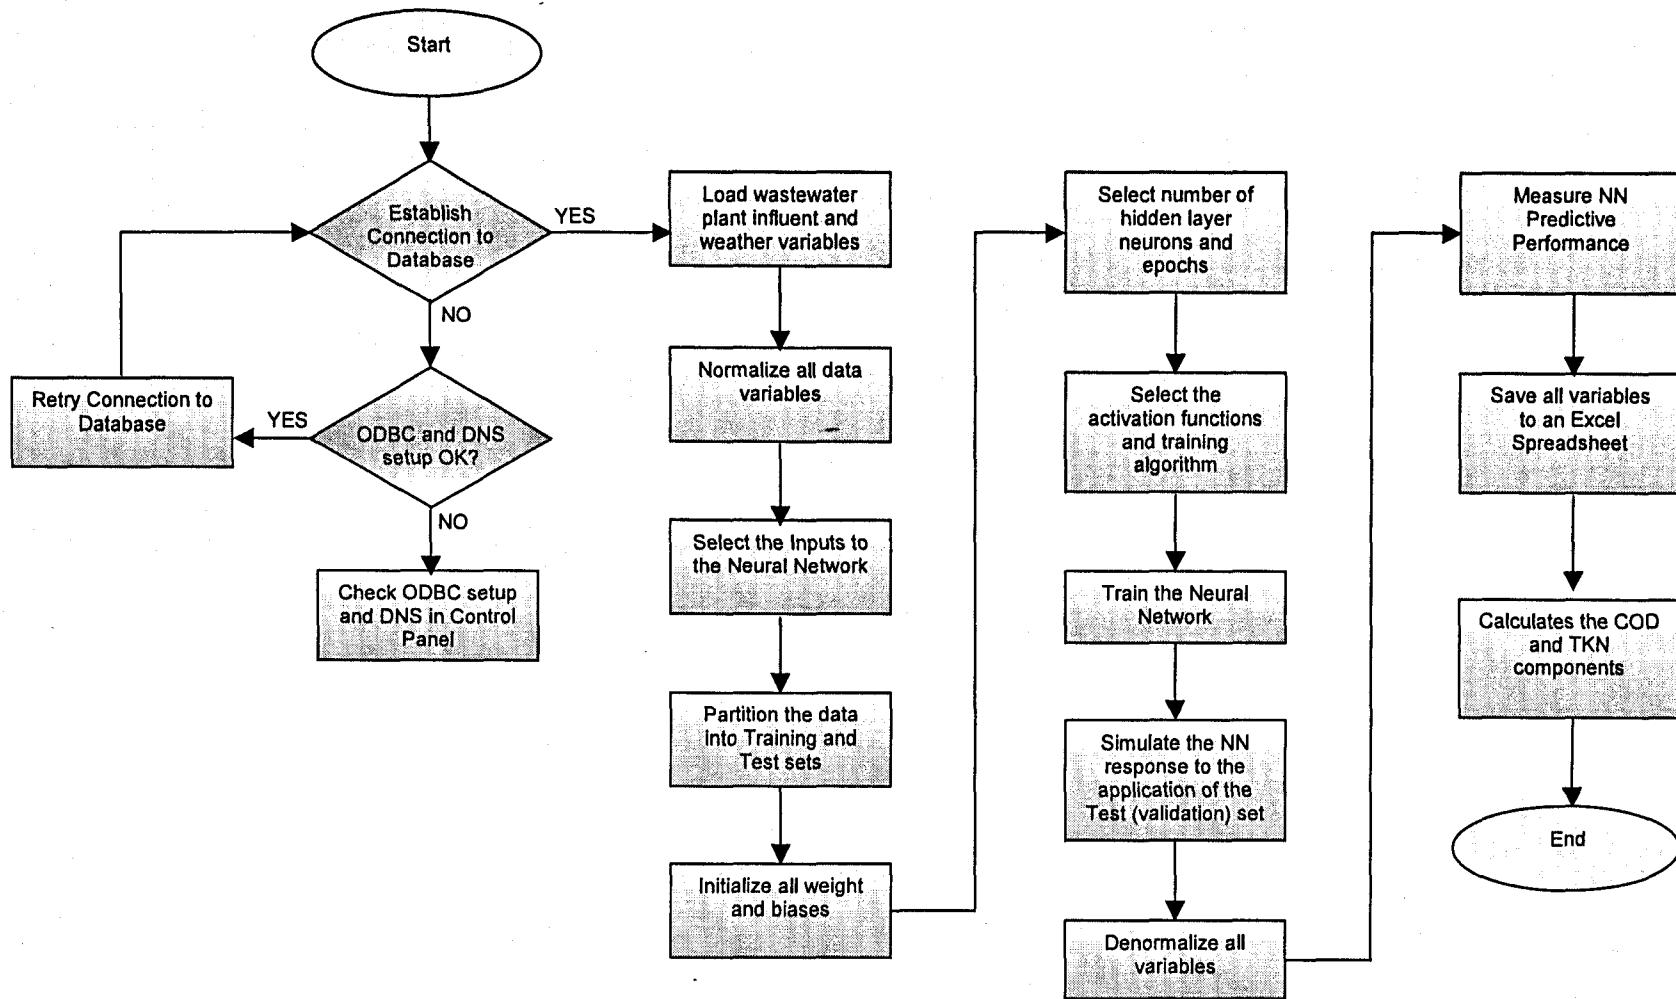 Start
Establish
Connection to
Database
YES
NO
Retry Connection to
Database
YES
ODBC and DNS
setup OK?
NO
Check ODBC setup
and DNS in Control
Panel
Load wastewater
plant influent and
weather variables
Normalize all data
variables
Select the Inputs to
the Neural Network
Partition the data
into Training and
Test sets
Initialize all weight
and biases
Select number of
hidden layer
neurons and
epochs
Select the
activation functions
and training
algorithm
Train the Neural
Network
Simulate the NN
response to the
application of the
Test (validation) set
Denormalize all
variables
Measure NN
Predictive
Performance
Save all variables
to an Excel
Spreadsheet
Calculates the COD
and TKN
components
End